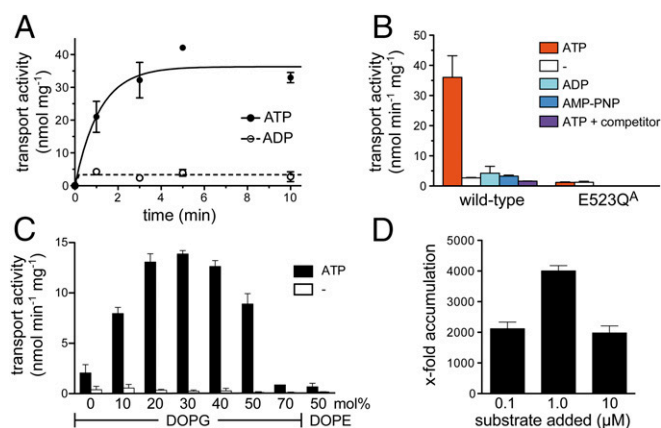 A
transport activity
(nmol mg⁻¹)
40
30
20
10
0
ATP
ADP
0 2 4 6 8 10
time (min)
B
transport activity
(nmol min⁻¹ mg⁻¹)
50
40
30
20
10
0
ATP
-
ADP
AMP-PNP
ATP + competitor
wild-type E523Qᴬ
C
transport activity
(nmol min⁻¹ mg⁻¹)
15
10
5
0
ATP
-
0 10 20 30 40 50 70 50 mol%
DOPG DOPE
D
x-fold accumulation
5000
4000
3000
2000
1000
0
0.1 1.0 10
substrate added (µM)